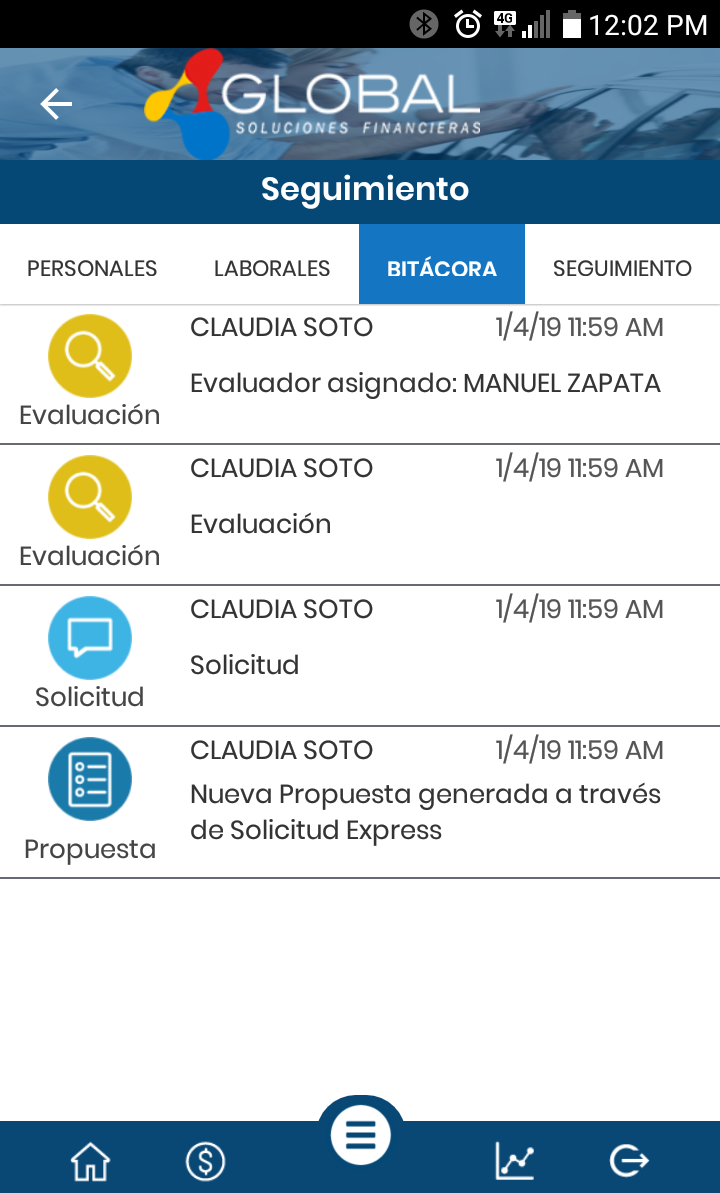 4G
12:02 PM
GLOBAL
SOLUCIONES FINANCIERAS
Seguimiento
PERSONALES LABORALES BITÁCORA SEGUIMIENTO
CLAUDIA SOTO 1/4/19 11:59 AM
Evaluador asignado: MANUEL ZAPATA
Evaluación
CLAUDIA SOTO 1/4/19 11:59 AM
Evaluación
Evaluación
CLAUDIA SOTO 1/4/19 11:59 AM
Solicitud
Solicitud
CLAUDIA SOTO 1/4/19 11:59 AM
Nueva Propuesta generada a través
de Solicitud Express
Propuesta